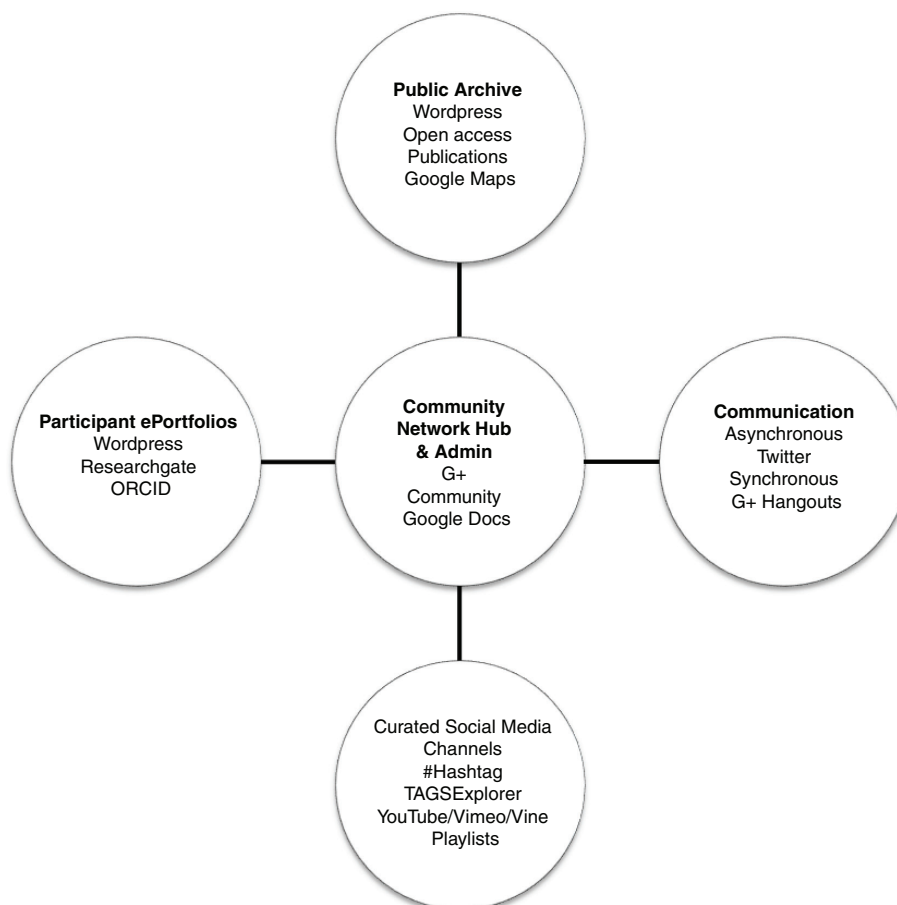 Public Archive
Wordpress
Open access
Publications
Google Maps
Participant ePortfolios
Wordpress
Researchgate
ORCID
Community
Network Hub
& Admin
G+
Community
Google Docs
Communication
Asynchronous
Twitter
Synchronous
G+ Hangouts
Curated Social Media
Channels
#Hashtag
TAGSExplorer
YouTube/Vimeo/Vine
Playlists